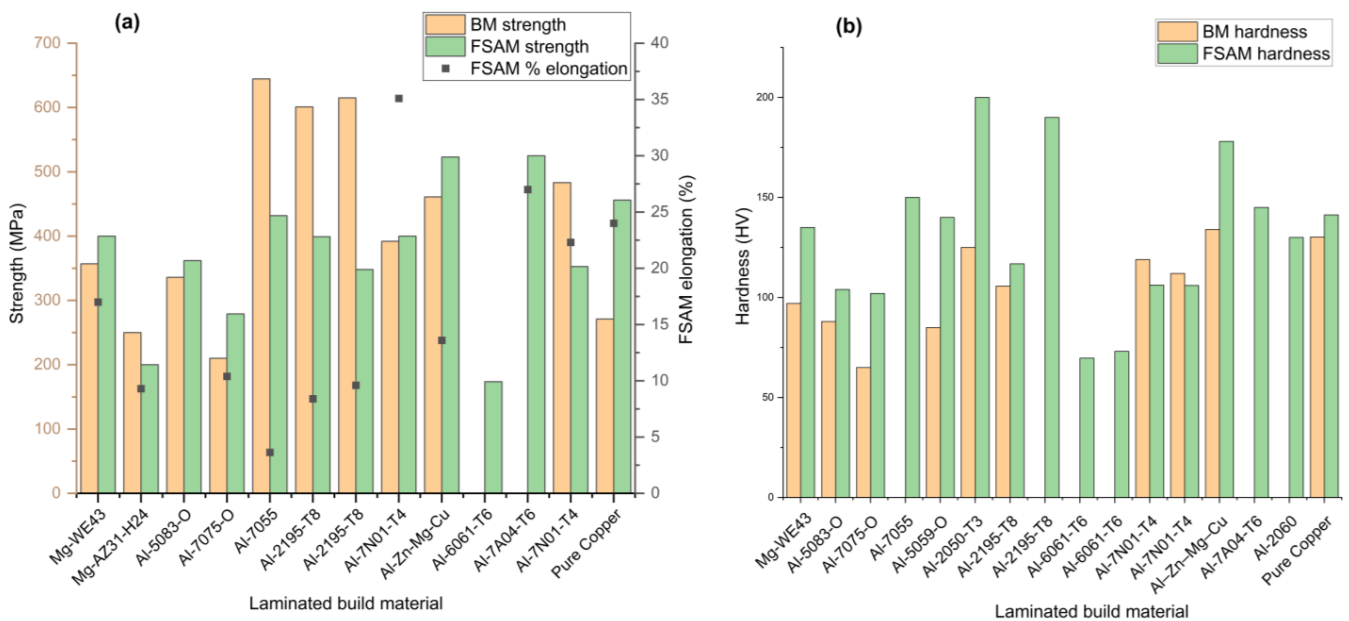 (a)
BM strength
FSAM strength
FSAM % elongation
Strength (MPa)
700
600
500
400
300
200
100
0
40
35
30
25
20
15
10
5
0
FSAM elongation (%)
Mg-WE43
Mg-AZ31-H24
Al-5083-O
Al-7075-O
Al-7055
Al-2195-T8
Al-2195-T8
Al-7N01-T4
Al-Zn-Mg-Cu
Al-6061-T6
Al-7A04-T6
Al-7N01-T4
Pure Copper
Laminated build material
(b)
BM hardness
FSAM hardness
Hardness (HV)
200
150
100
50
0
Mg-WE43
Al-5083-O
Al-7075-O
Al-7055
Al-5059-O
Al-2050-T3
Al-2195-T8
Al-2195-T8
Al-6061-T6
Al-6061-T6
Al-7N01-T4
Al-7N01-T4
Al–Zn–Mg–Cu
Al-7A04-T6
Al-2060
Pure Copper
Laminated build material